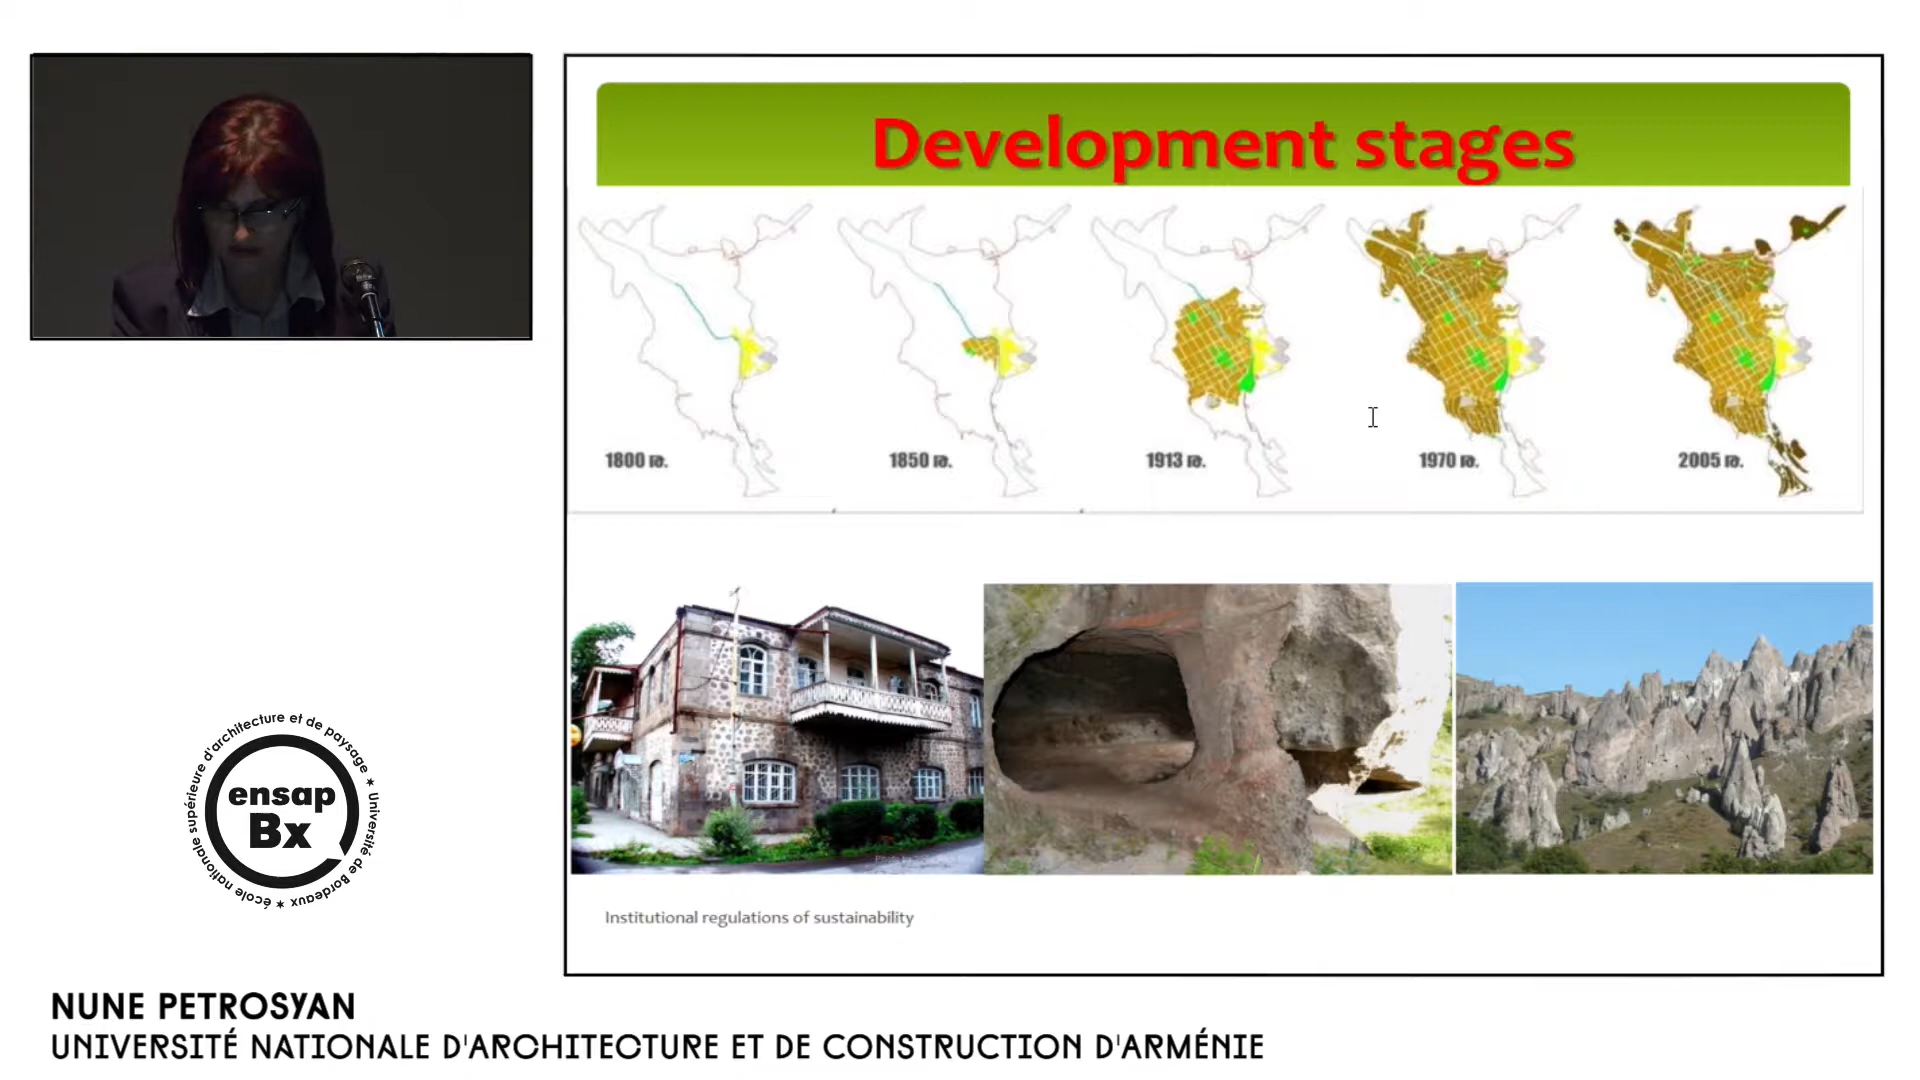 Development stages
1800 թ.
1850 թ.
1913 թ.
1970 թ.
2005 թ.
Institutional regulations of sustainability
école nationale supérieure d'architecture et de paysage * Université de Bordeaux *
ensap
Bx
NUNE PETROSYAN
UNIVERSITÉ NATIONALE D'ARCHITECTURE ET DE CONSTRUCTION D'ARMÉNIE